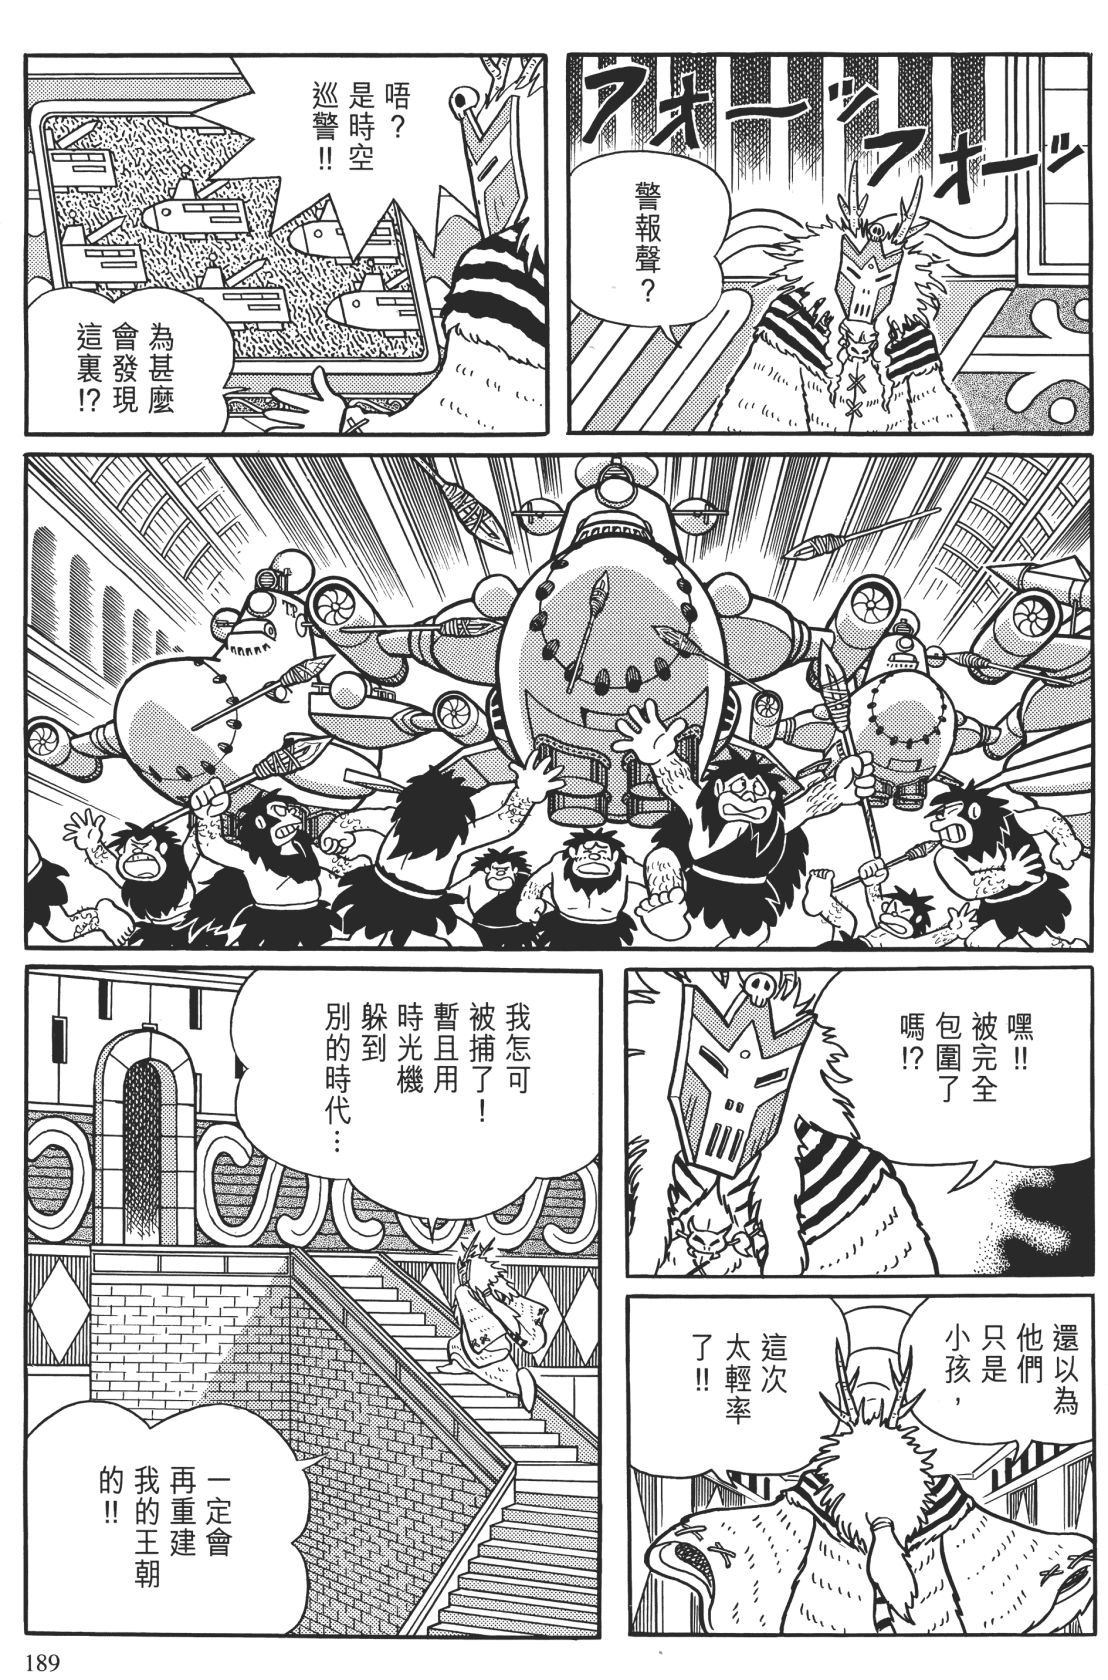 フォーッ
フォーッ
警報聲?
唔?
是時空
巡警!!
為甚麼
會發現
這裏!?
TP
嘿!!
被完全
包圍了
嗎!?
還以為
他們
只是
小孩，
這次
太輕率
了!!
我怎可
被捕了!
暫且用
時光機
躲到
別的時代…
一定會
再重建
我的王朝
的!!
189